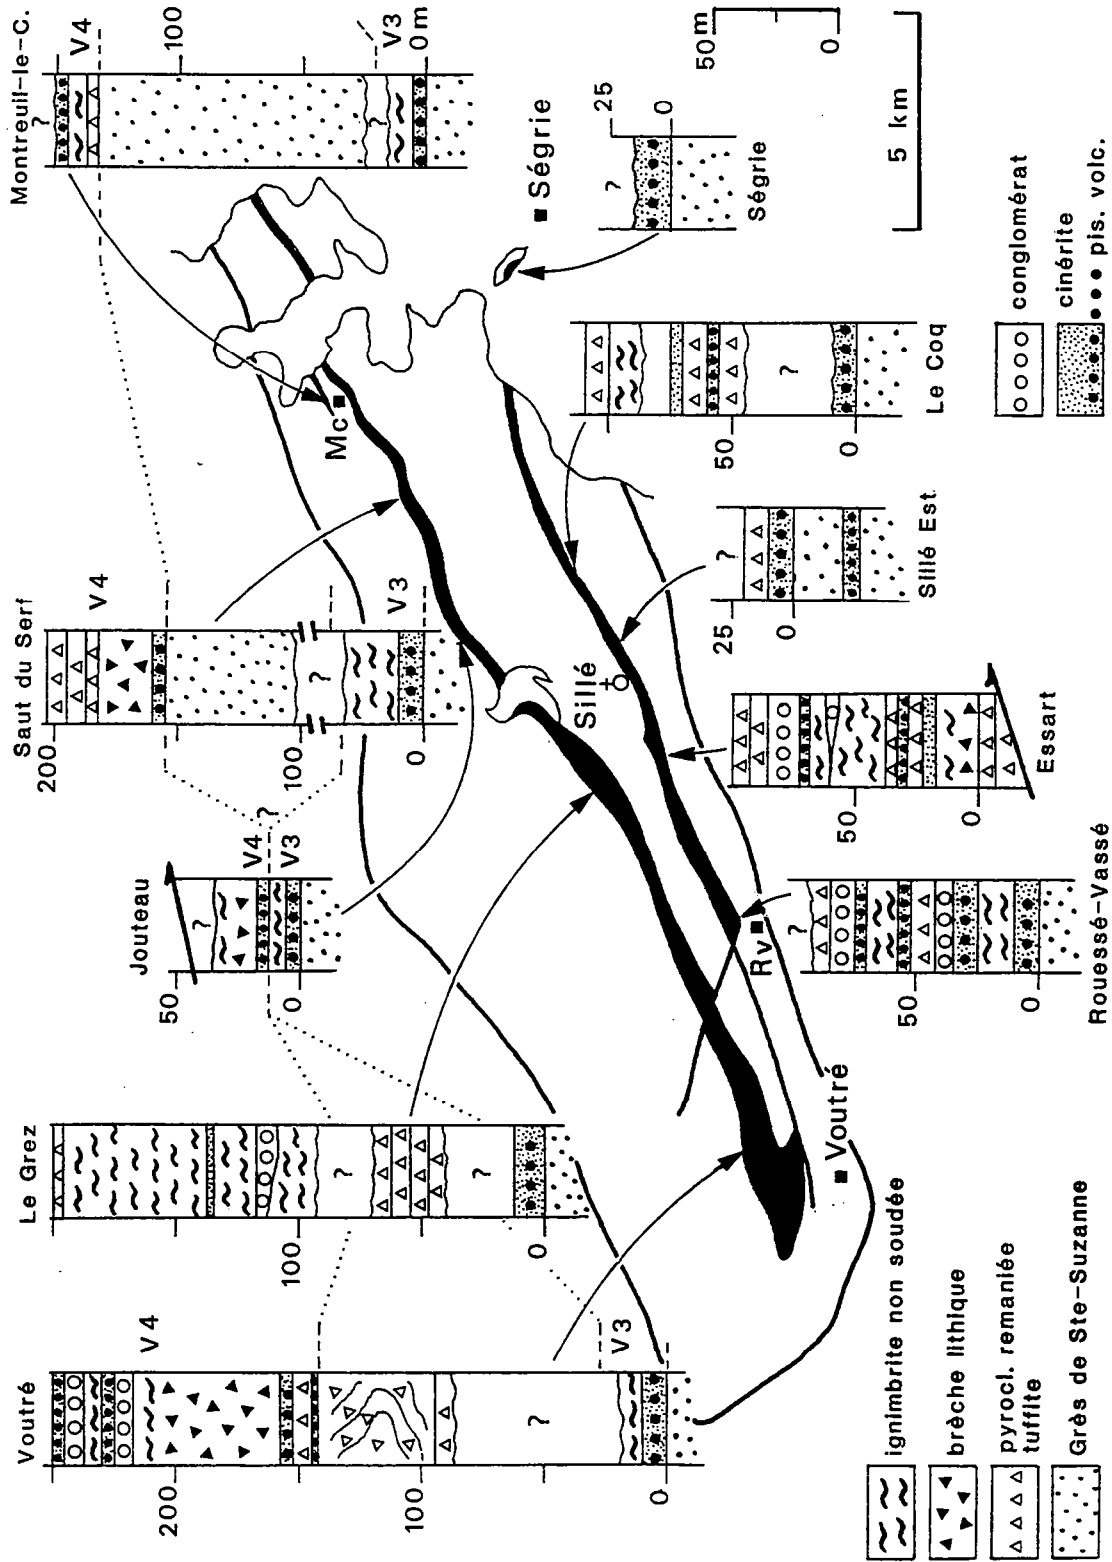 Voutré
V4
200
100
0
V3
Le Grez
100
0
?
?
Jouteau
50
0
?
V4
V3
?
Saut du Serf
200
100
0
?
V4
V3
Montreuil-le-C.
?
V4
100
?
V3
0m
?
Mc
Sillé
Rv
Voutré
Ségrie
50m
0
5 km
?
25
0
Ségrie
?
50
0
Le Coq
?
25
0
Sillé Est.
50
0
Essart
?
50
0
Rouessé-Vassé
ignimbrite non soudée
brèche lithique
pyrocl. remaniée
tuffite
Grès de Ste-Suzanne
conglomérat
cinérite
pis. volc.